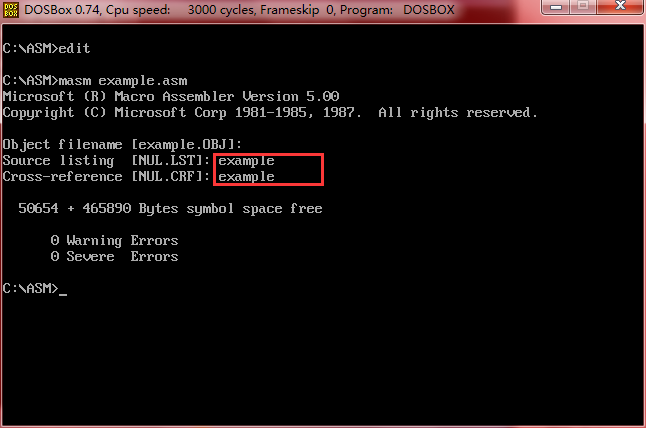 DOS
BOX
DOSBox 0.74, Cpu speed:    3000 cycles, Frameskip  0, Program:   DOSBOX
C:\ASM>edit
C:\ASM>masm example.asm
Microsoft (R) Macro Assembler Version 5.00
Copyright (C) Microsoft Corp 1981-1985, 1987.  All rights reserved.
Object filename [example.OBJ]:
Source listing  [NUL.LST]: example
Cross-reference [NUL.CRF]: example
  50654 + 465890 Bytes symbol space free
      0 Warning Errors
      0 Severe  Errors
C:\ASM>_